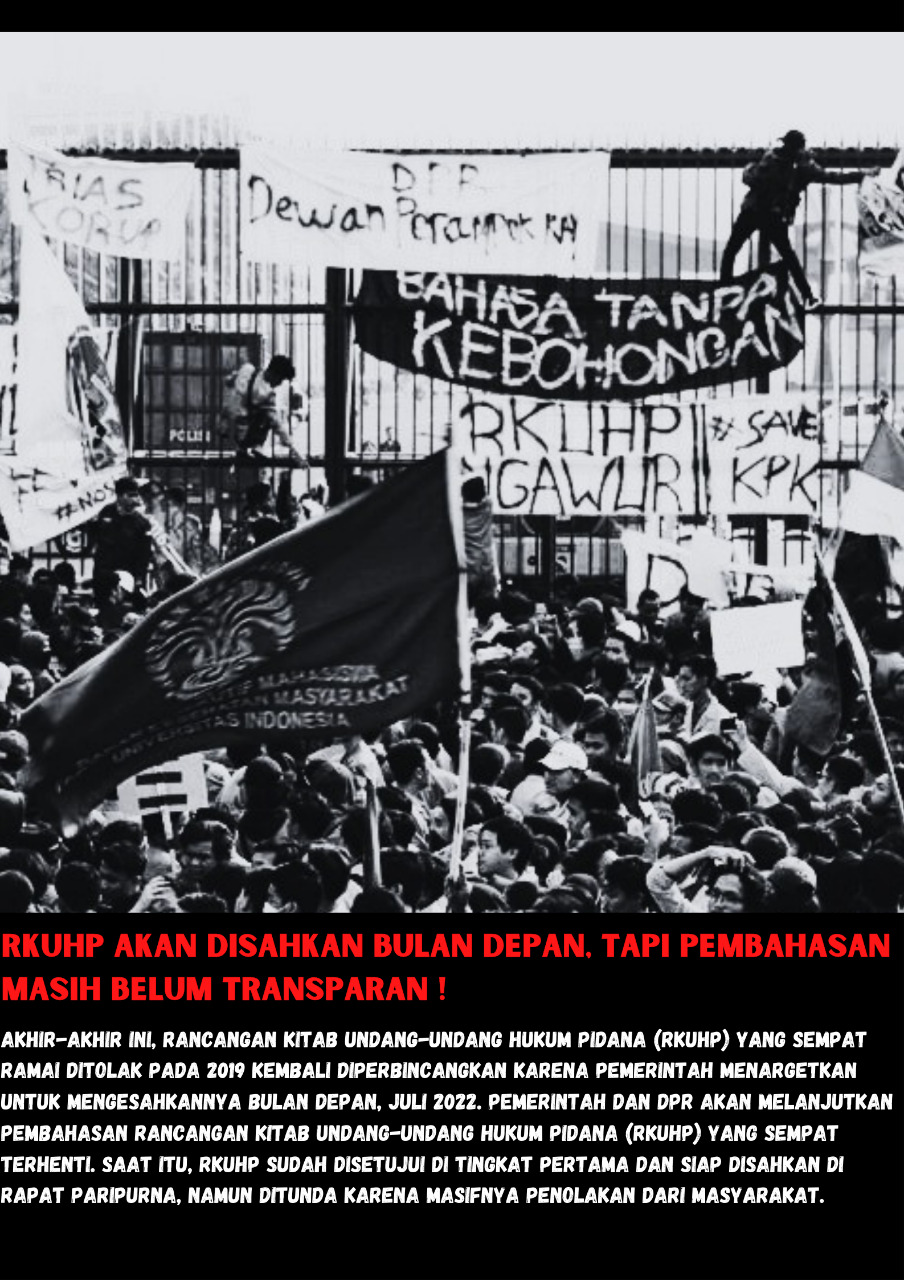 DPR
Dewan Perampok
KORUP
BAHASA TANPA
KEBOHONGAN
RKUHP
NGAWUR
# SAVE
KPK
POLISI
MAHASISWA
MASYARAKAT
UNIVERSITAS INDONESIA
RKUHP AKAN DISAHKAN BULAN DEPAN, TAPI PEMBAHASAN
MASIH BELUM TRANSPARAN !
AKHIR-AKHIR INI, RANCANGAN KITAB UNDANG-UNDANG HUKUM PIDANA (RKUHP) YANG SEMPAT
RAMAI DITOLAK PADA 2019 KEMBALI DIPERBINCANGKAN KARENA PEMERINTAH MENARGETKAN
UNTUK MENGESAHKANNYA BULAN DEPAN, JULI 2022. PEMERINTAH DAN DPR AKAN MELANJUTKAN
PEMBAHASAN RANCANGAN KITAB UNDANG-UNDANG HUKUM PIDANA (RKUHP) YANG SEMPAT
TERHENTI. SAAT ITU, RKUHP SUDAH DISETUJUI DI TINGKAT PERTAMA DAN SIAP DISAHKAN DI
RAPAT PARIPURNA, NAMUN DITUNDA KARENA MASIFNYA PENOLAKAN DARI MASYARAKAT.